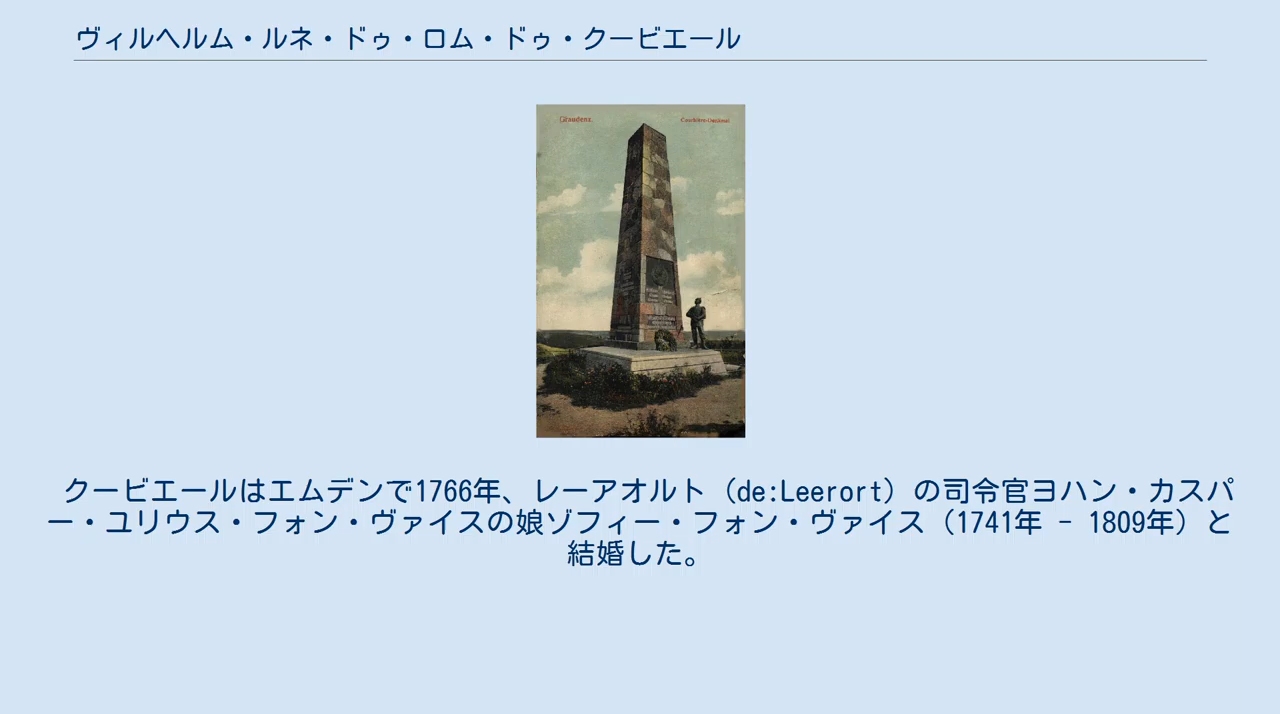 ヴィルヘルム・ルネ・ドゥ・ロム・ドゥ・クービエール
Graudenz.
Courbière-Denkmal
クービエールはエムデンで1766年、レーアオルト（de:Leerort）の司令官ヨハン・カスパ
ー・ユリウス・フォン・ヴァイスの娘ゾフィー・フォン・ヴァイス（1741年 - 1809年）と
結婚した。